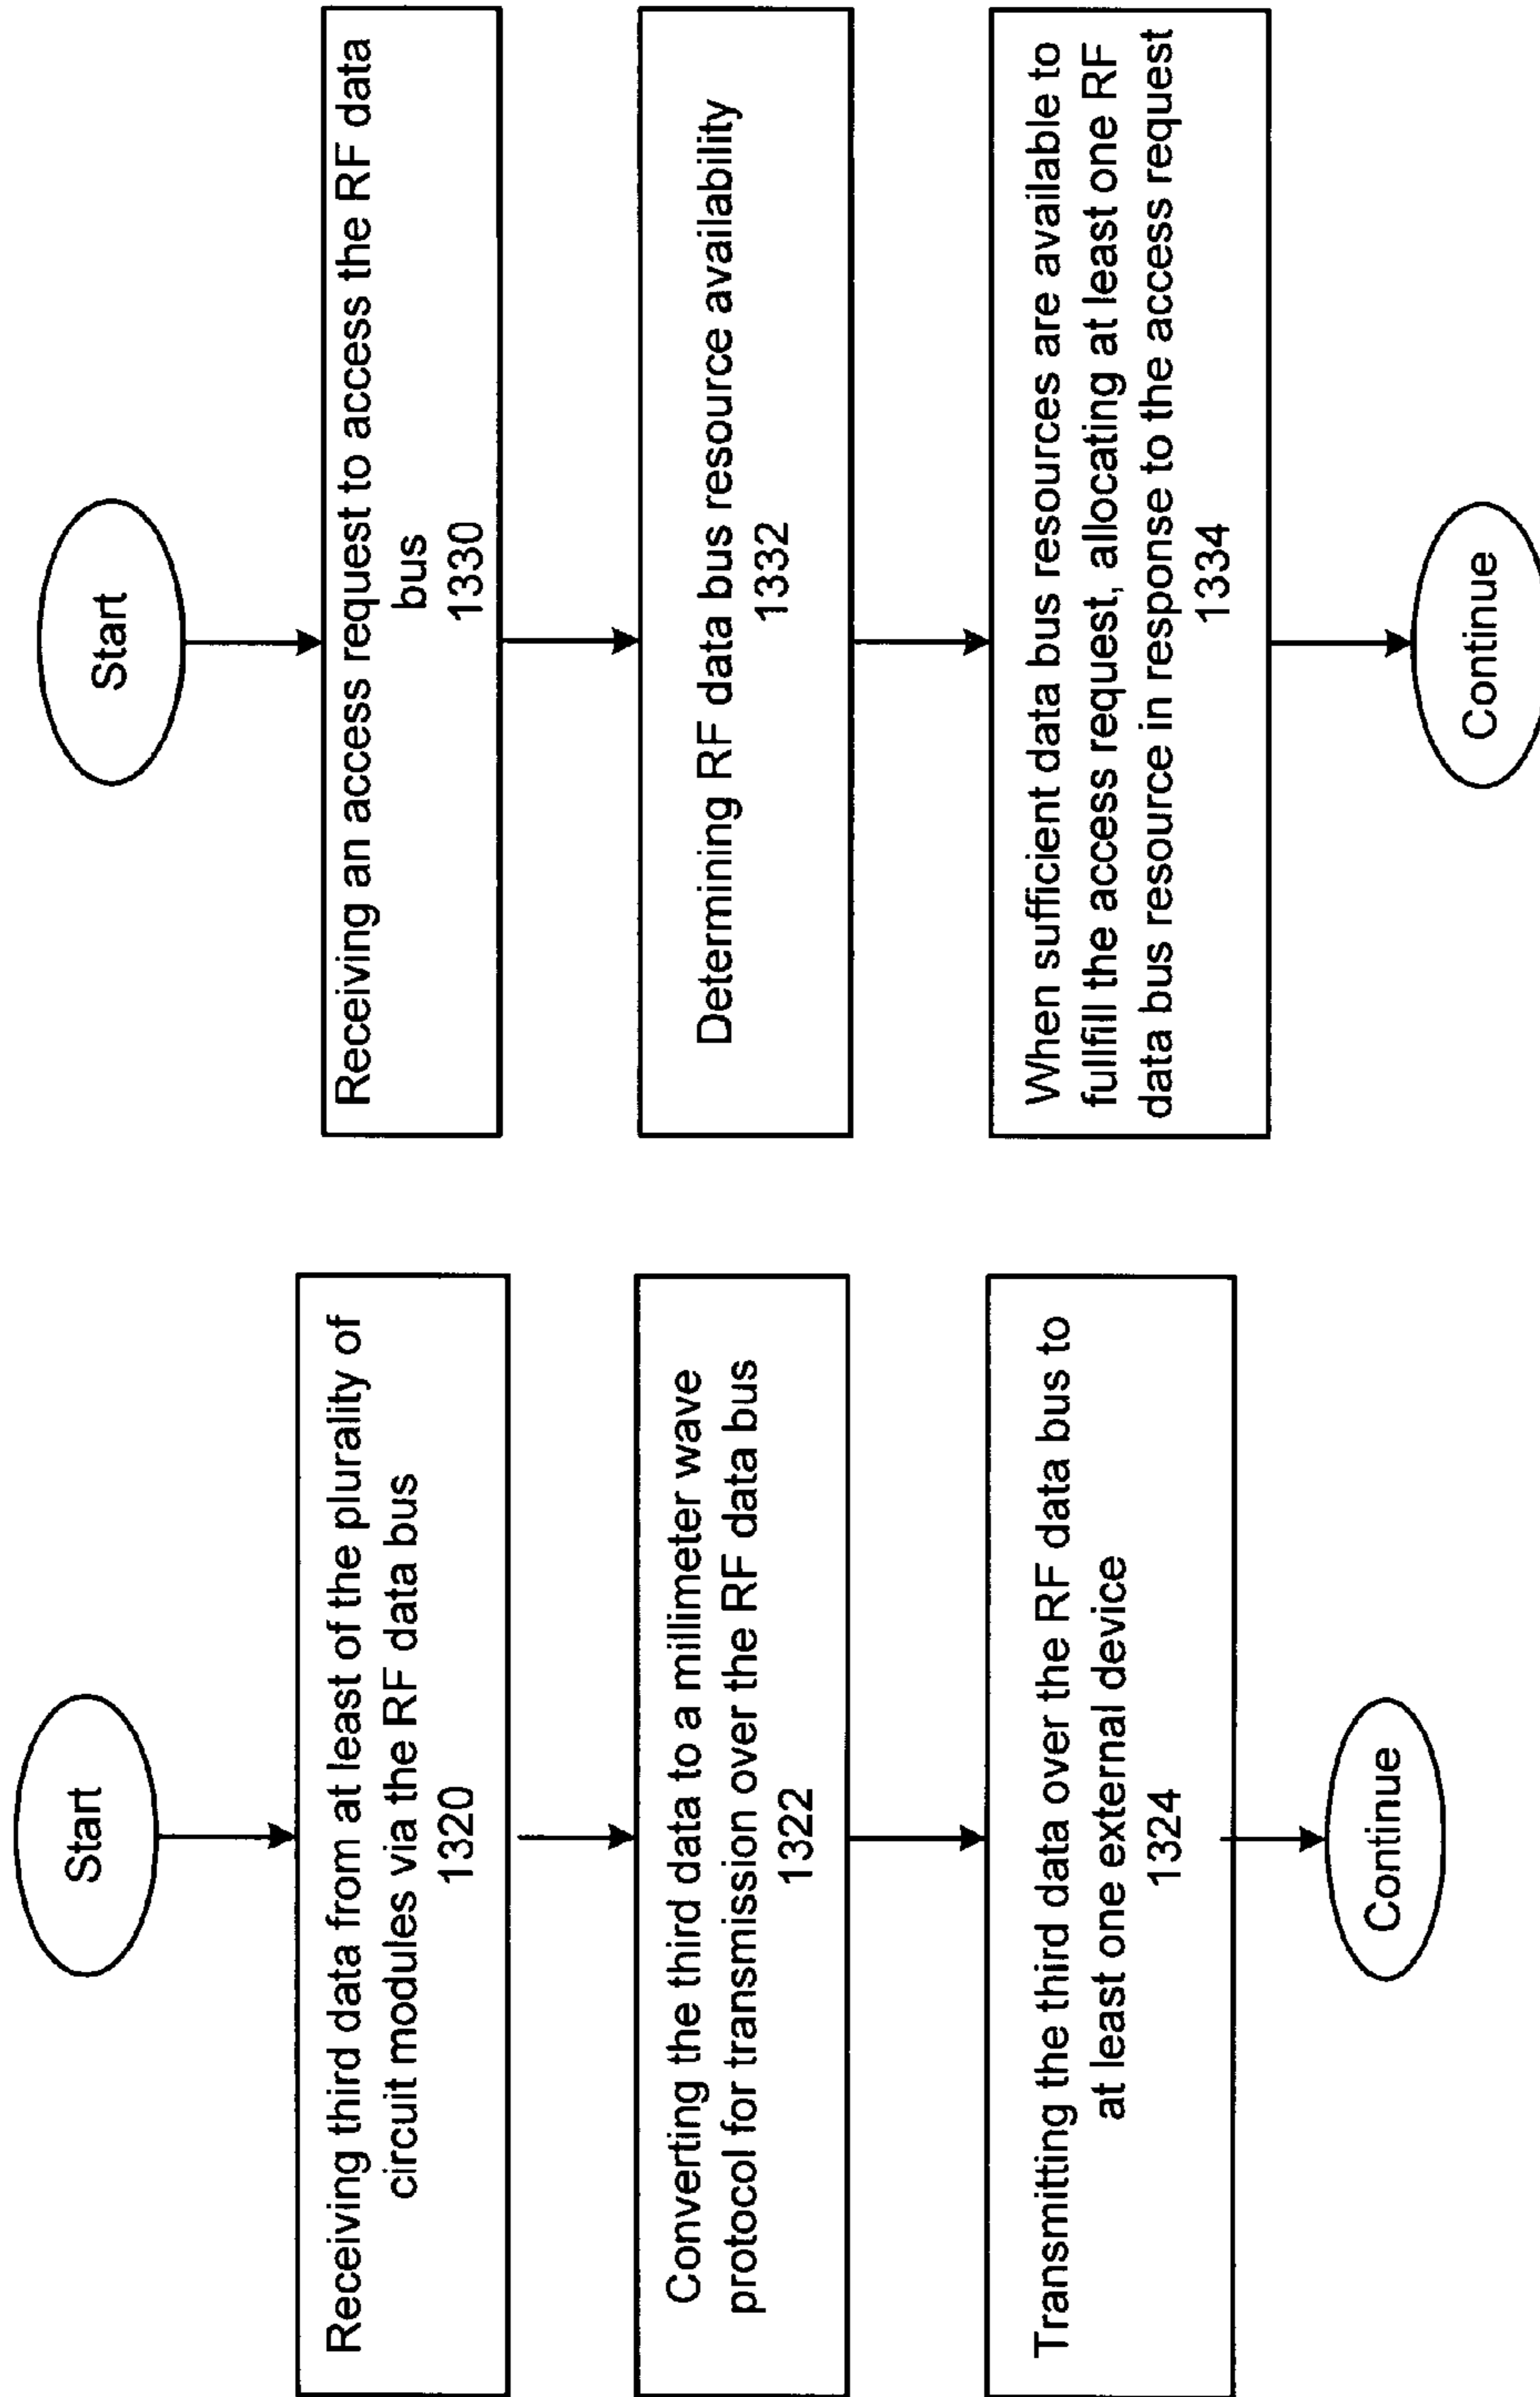 Start
Receiving third data from at least of the plurality of
circuit modules via the RF data bus
1320
Converting the third data to a millimeter wave
protocol for transmission over the RF data bus
1322
Transmitting the third data over the RF data bus to
at least one external device
1324
Continue
Start
Receiving an access request to access the RF data
bus
1330
Determining RF data bus resource availability
1332
When sufficient data bus resources are available to
fullfill the access request, allocating at least one RF
data bus resource in response to the access request
1334
Continue